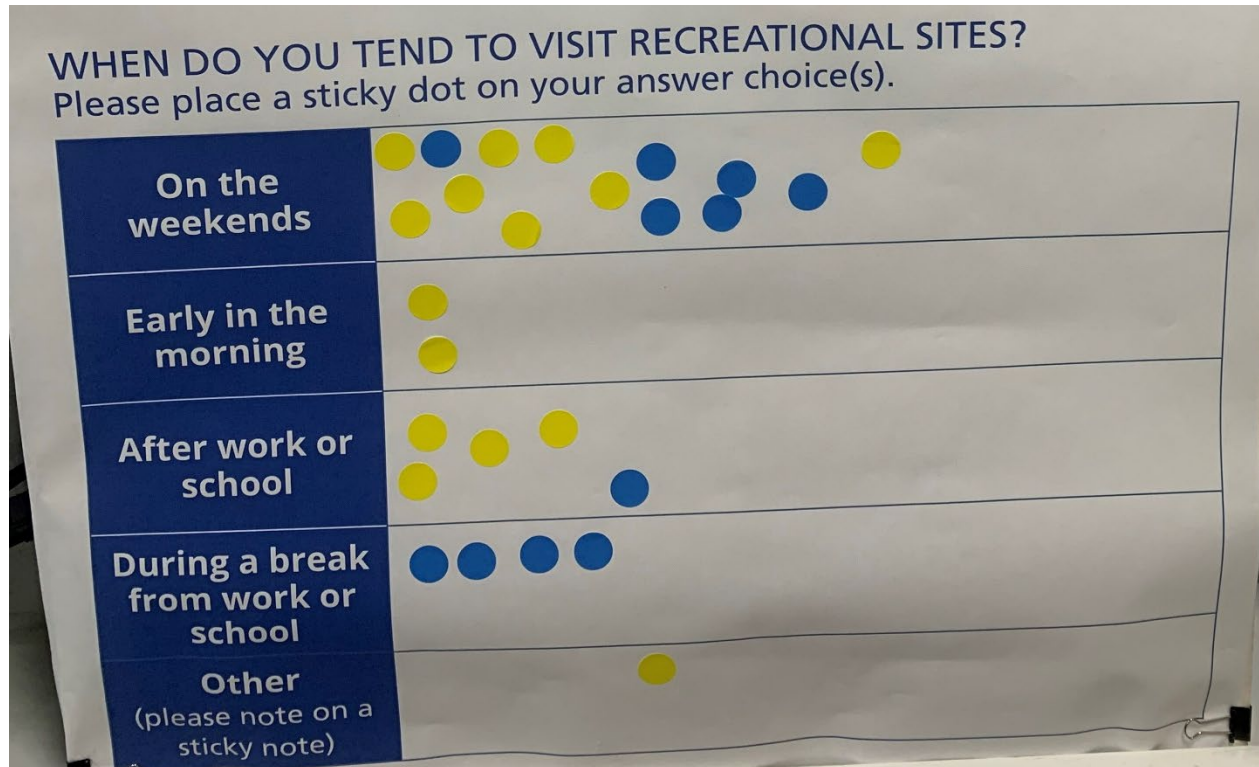 WHEN DO YOU TEND TO VISIT RECREATIONAL SITES?
Please place a sticky dot on your answer choice(s).
On the
weekends
Early in the
morning
After work or
school
During a break
from work or
school
Other
(please note on a
sticky note)